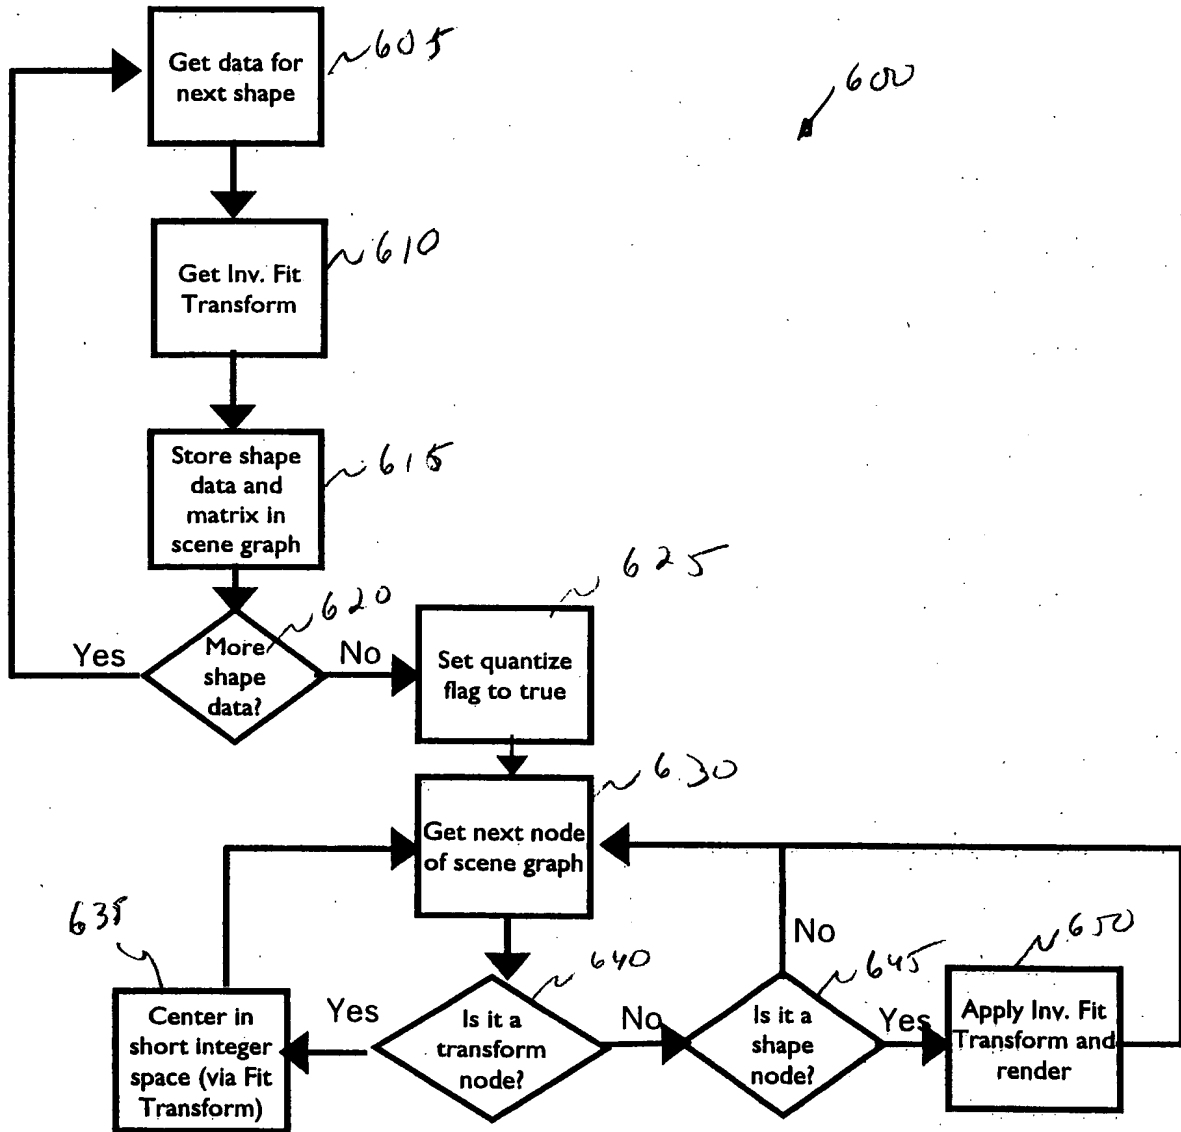 Get data for
next shape
605
600
Get Inv. Fit
Transform
610
Store shape
data and
matrix in
scene graph
615
More
shape
data?
620
Yes
No
Set quantize
flag to true
625
Get next node
of scene graph
630
Center in
short integer
space (via Fit
Transform)
635
Yes
Is it a
transform
node?
640
No
Is it a
shape
node?
645
No
Yes
Apply Inv. Fit
Transform and
render
650